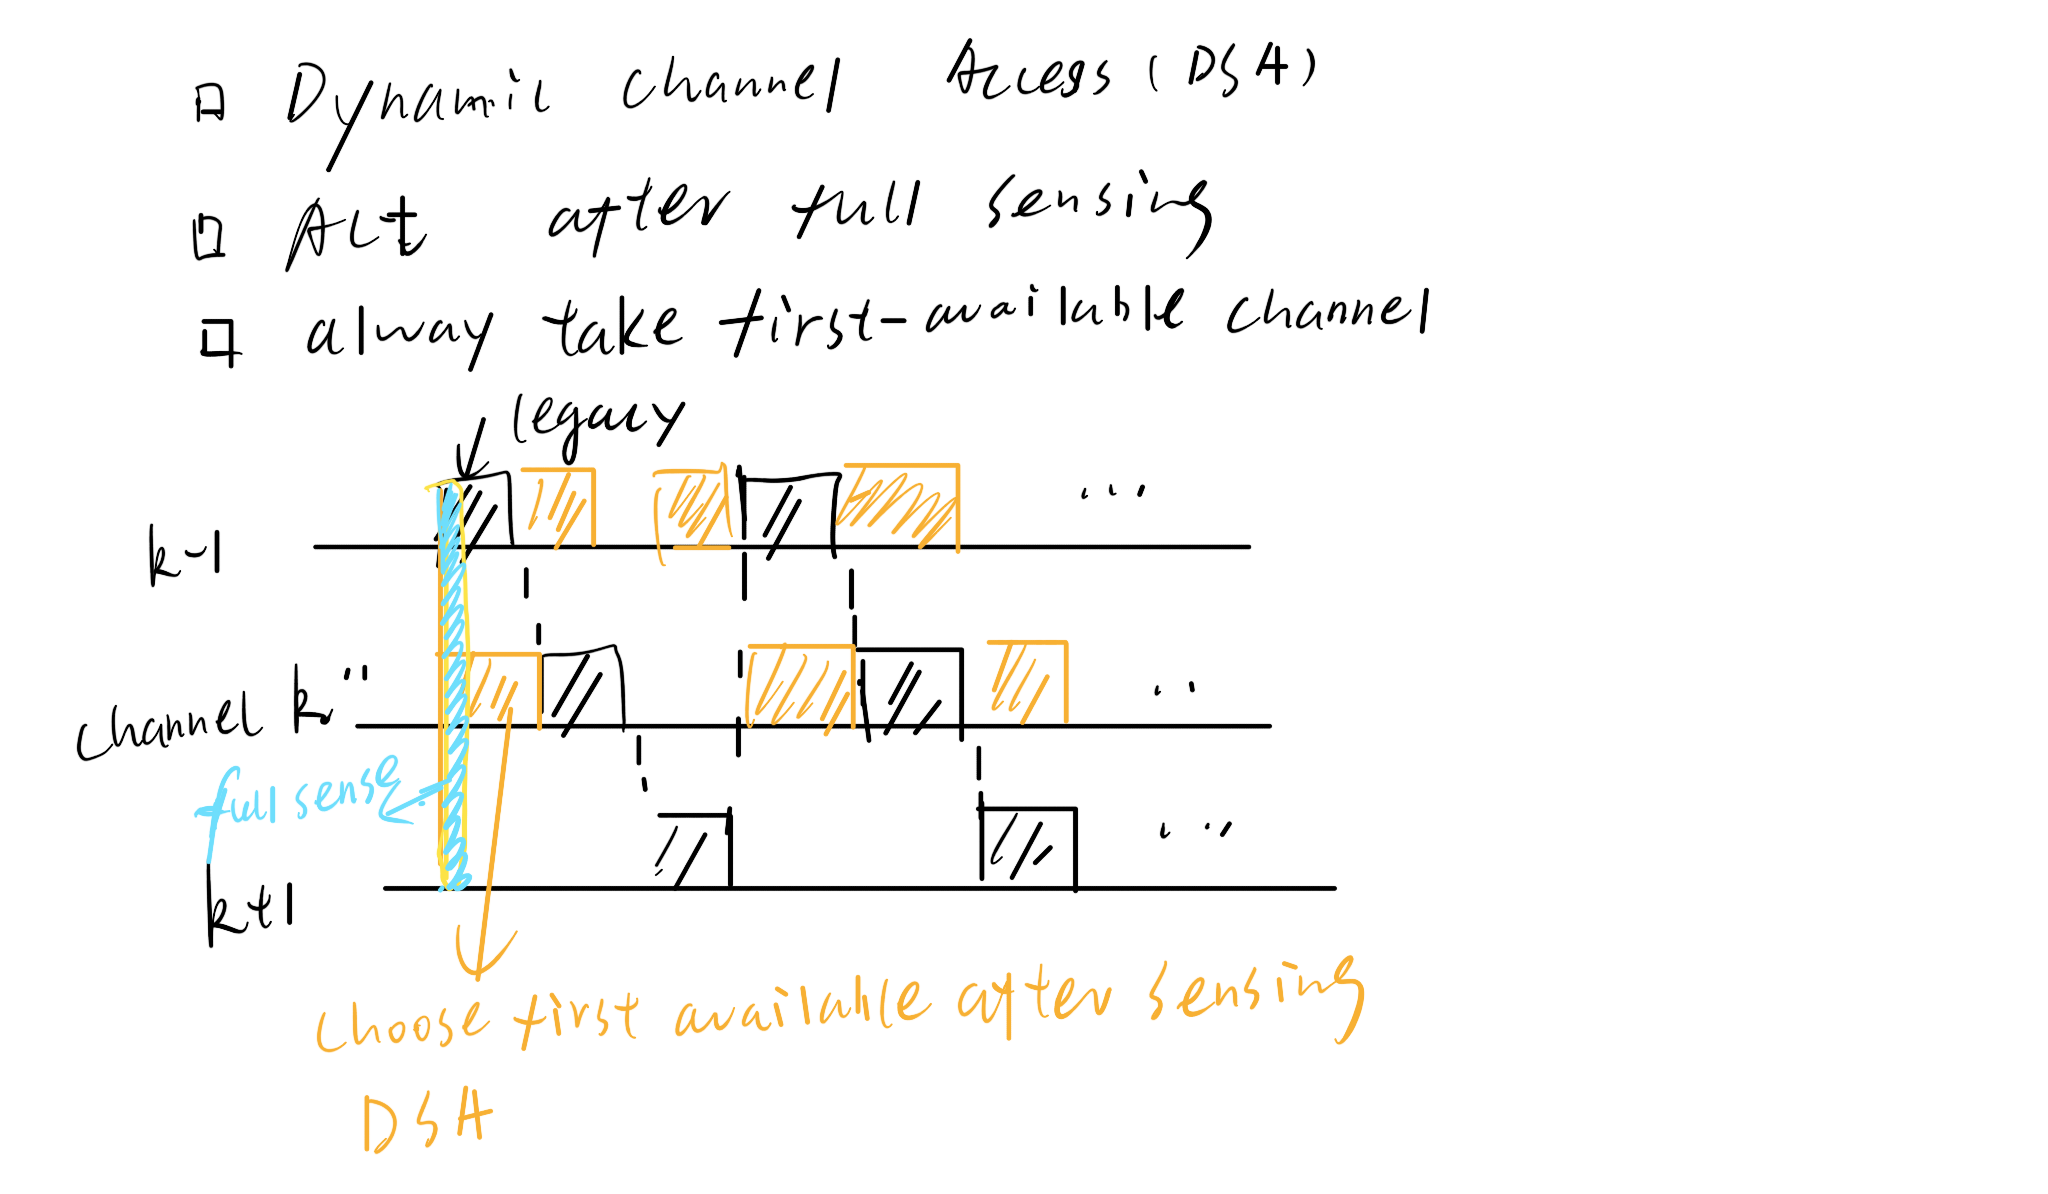 Dynamic channel Access (DSA)
Act after full sensing
alway take first-available channel
legacy
k-1
...
channel k
..
full sense
k+1
...
choose first available after sensing
DSA